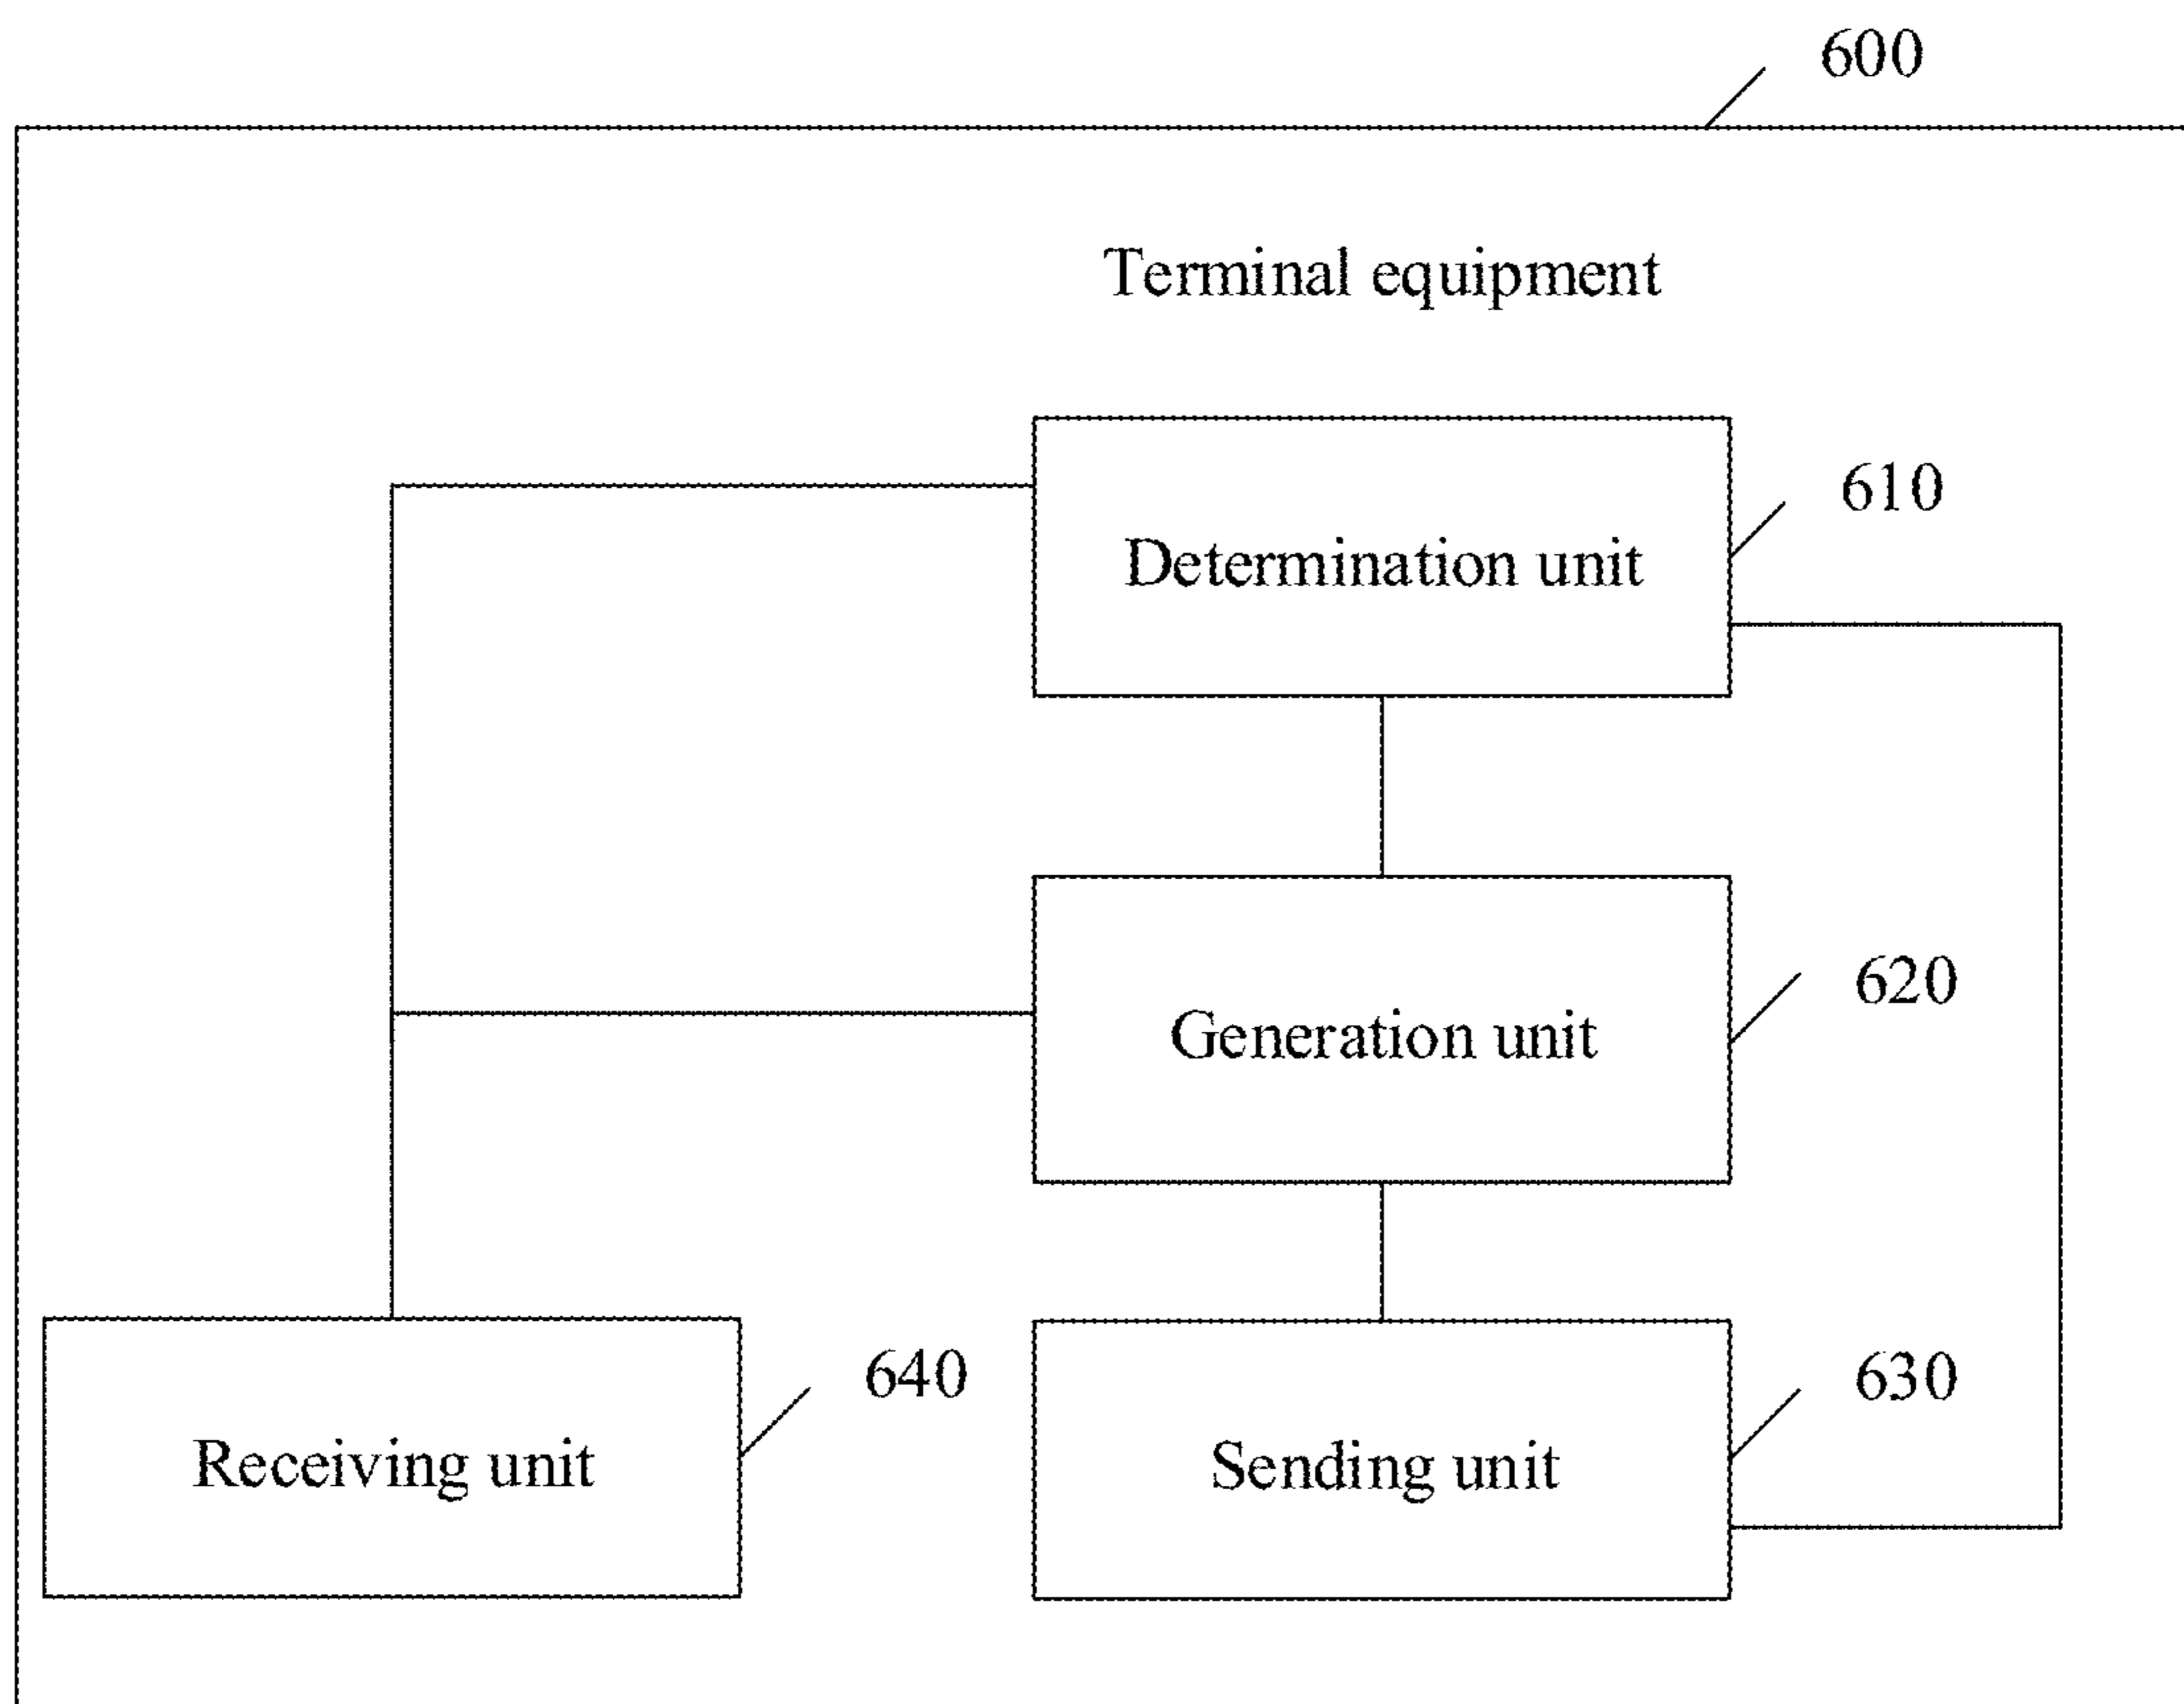 600
Terminal equipment
610
Determination unit
620
Generation unit
640
630
Receiving unit
Sending unit